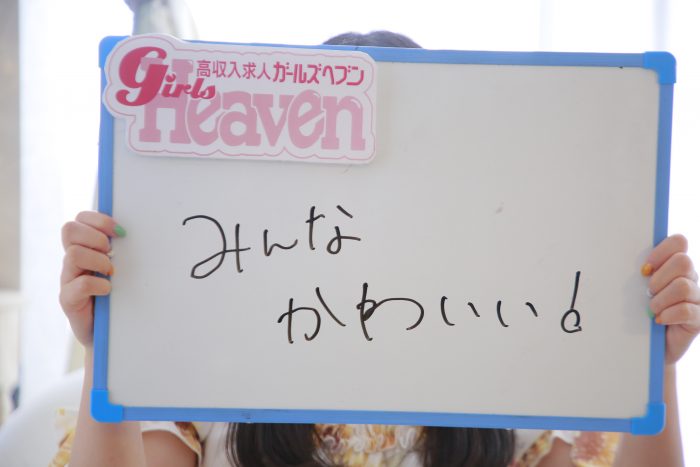 高収入求人ガールズヘブン
Girls
Heaven
みんな
かわいい!